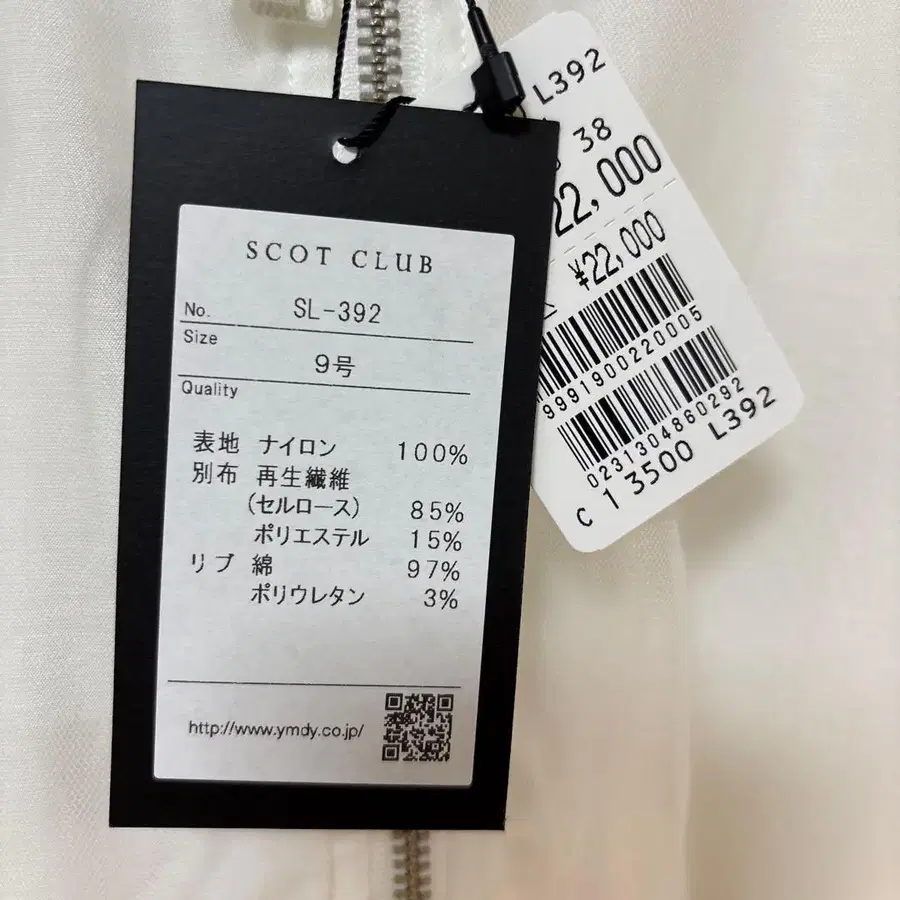 SCOT CLUB
No. SL-392
Size
9号
Quality
表地 ナイロン 100%
別布 再生繊維
(セルロース) 85%
ポリエステル 15%
リブ 綿 97%
ポリウレタン 3%
http://www.ymdy.co.jp/
L392
38
22,000
¥22,000
9991900220005
0231304860292
C 13500 L392